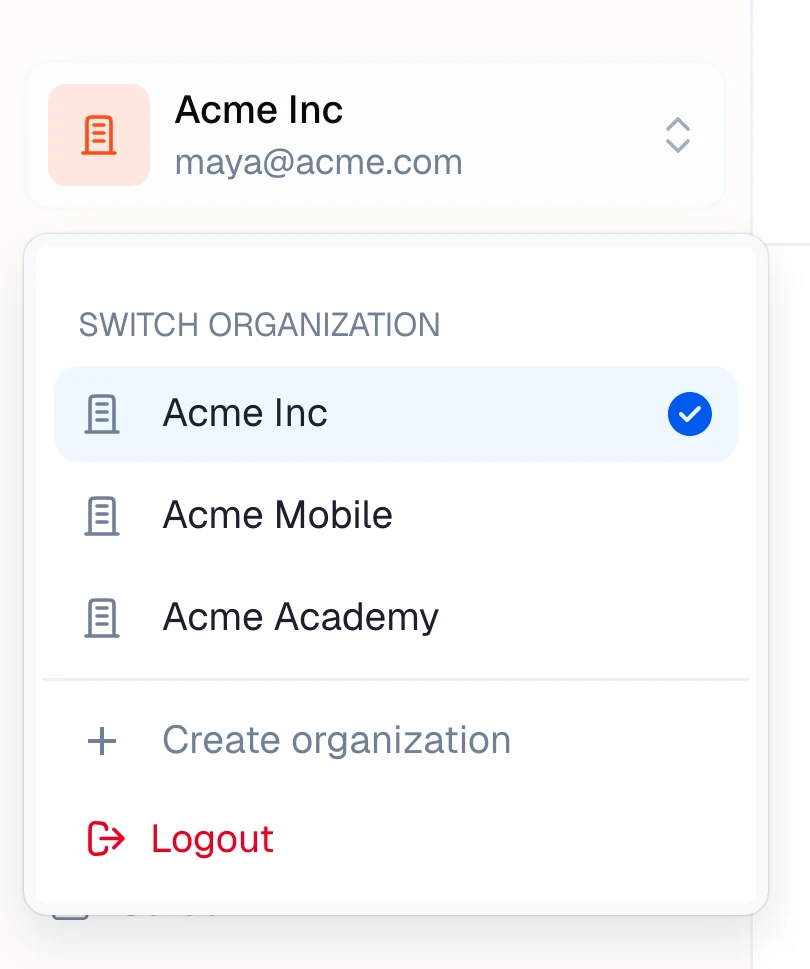 Acme Inc
maya@acme.com
SWITCH ORGANIZATION
Acme Inc
Acme Mobile
Acme Academy
Create organization
Logout